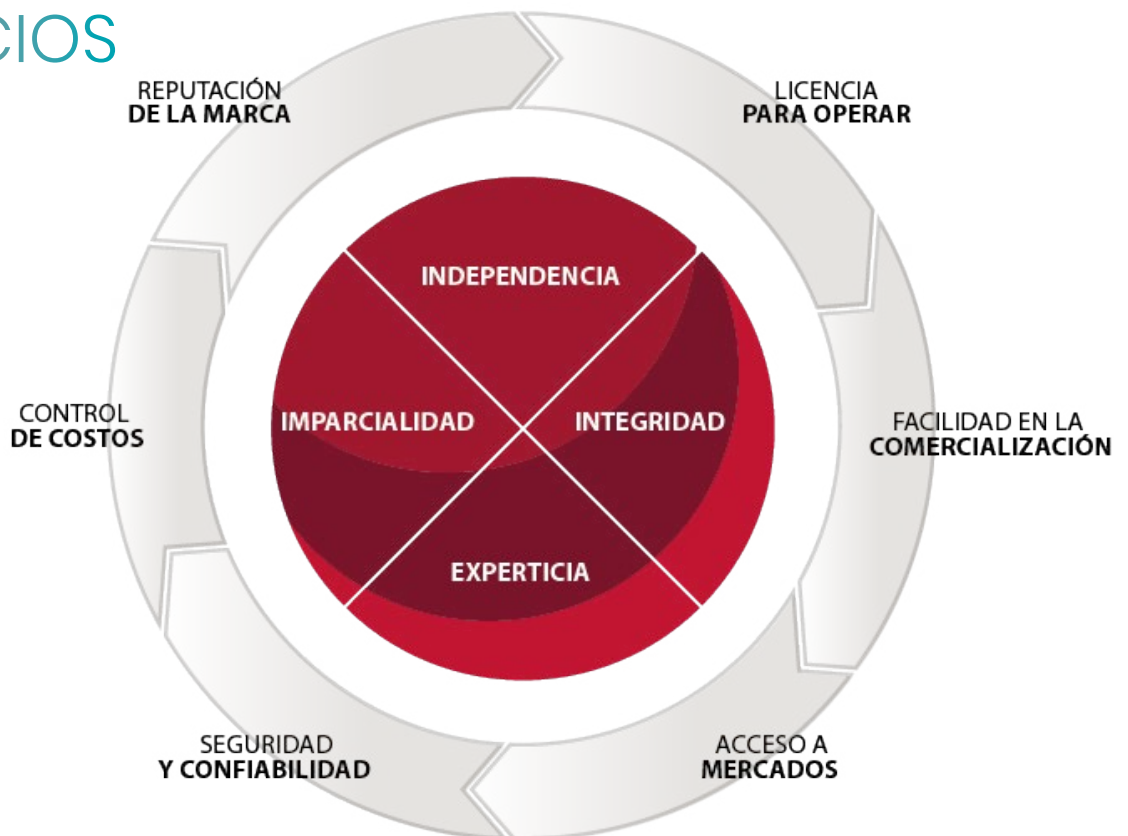 CIOS
REPUTACIÓN
DE LA MARCA
LICENCIA
PARA OPERAR
INDEPENDENCIA
IMPARCIALIDAD
INTEGRIDAD
EXPERTICIA
CONTROL
DE COSTOS
FACILIDAD EN LA
COMERCIALIZACIÓN
SEGURIDAD
Y CONFIABILIDAD
ACCESO A
MERCADOS